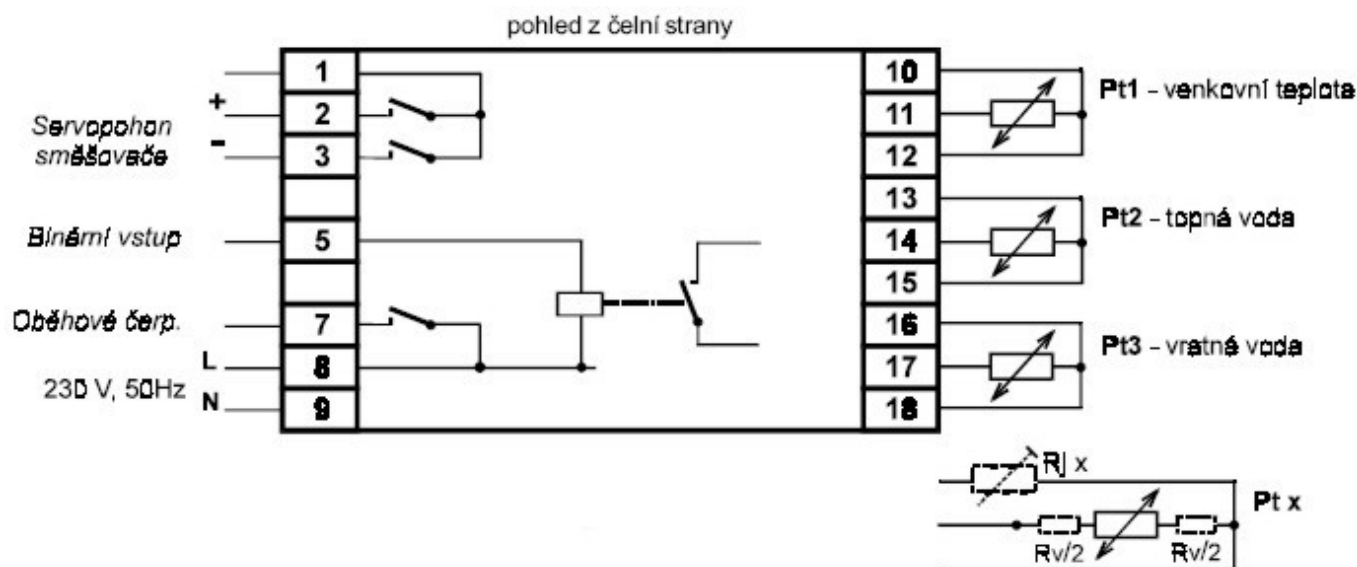 pohled z čelní strany
1
+ 2
Servopohon
směšovače
- 3
Binární vstup 5
Oběhové čerp. 7
L 8
230 V, 50Hz
N 9
10
11
12
Pt1 - venkovní teplota
13
14
15
Pt2 - topná voda
16
17
18
Pt3 - vratná voda
Rj x
Pt x
Rv/2 Rv/2